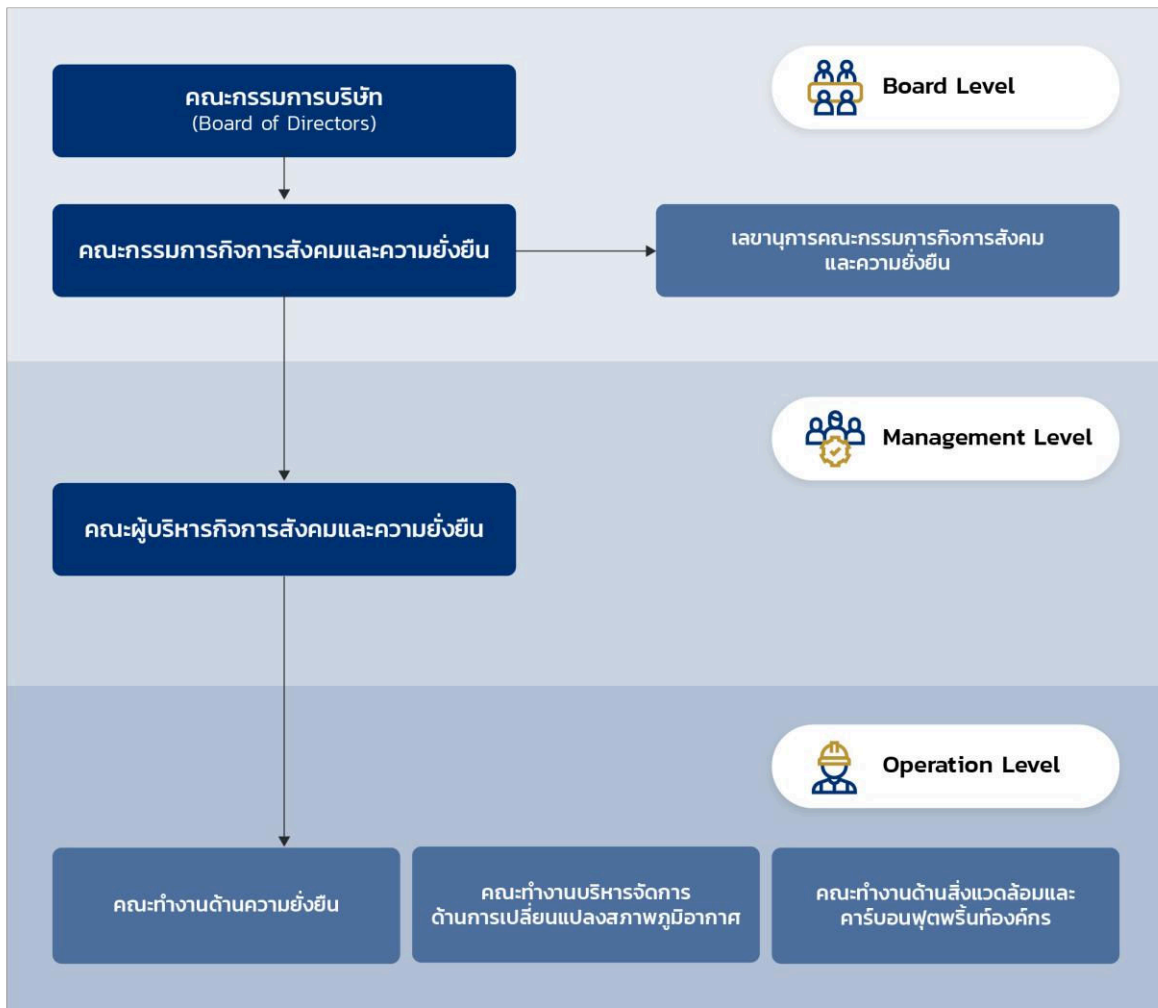 คณะกรรมการบริษัท
(Board of Directors)
Board Level
คณะกรรมการกิจการสังคมและความยั่งยืน
เลขานุการคณะกรรมการกิจการสังคม
และความยั่งยืน
Management Level
คณะผู้บริหารกิจการสังคมและความยั่งยืน
Operation Level
คณะทำงานด้านความยั่งยืน
คณะทำงานบริหารจัดการ
ด้านการเปลี่ยนแปลงสภาพภูมิอากาศ
คณะทำงานด้านสิ่งแวดล้อมและ
คาร์บอนฟุตพริ้นท์องค์กร